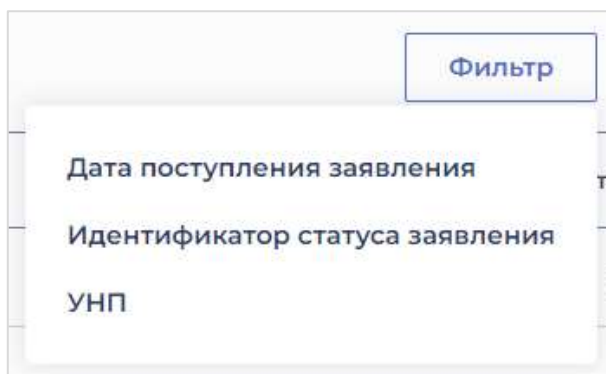 Фильтр
Дата поступления заявления
Идентификатор статуса заявления
УНП